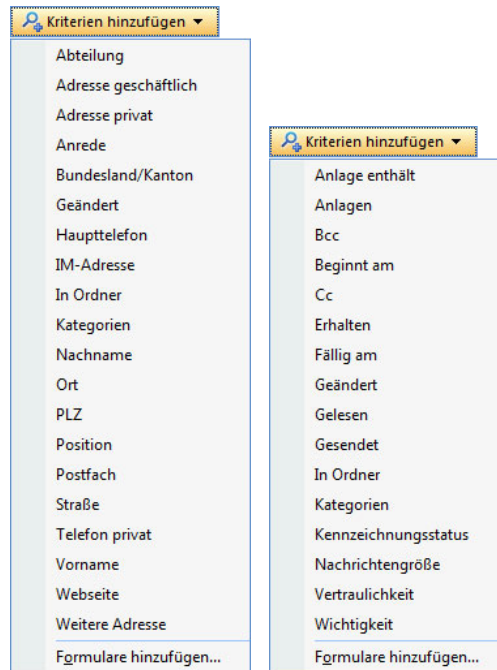 Kriterien hinzufügen
Abteilung
Adresse geschäftlich
Adresse privat
Anrede
Bundesland/Kanton
Geändert
Haupttelefon
IM-Adresse
In Ordner
Kategorien
Nachname
Ort
PLZ
Position
Postfach
Straße
Telefon privat
Vorname
Webseite
Weitere Adresse
Formulare hinzufügen...
Kriterien hinzufügen
Anlage enthält
Anlagen
Bcc
Beginnt am
Cc
Erhalten
Fällig am
Geändert
Gelesen
Gesendet
In Ordner
Kategorien
Kennzeichnungsstatus
Nachrichtengröße
Vertraulichkeit
Wichtigkeit
Formulare hinzufügen...